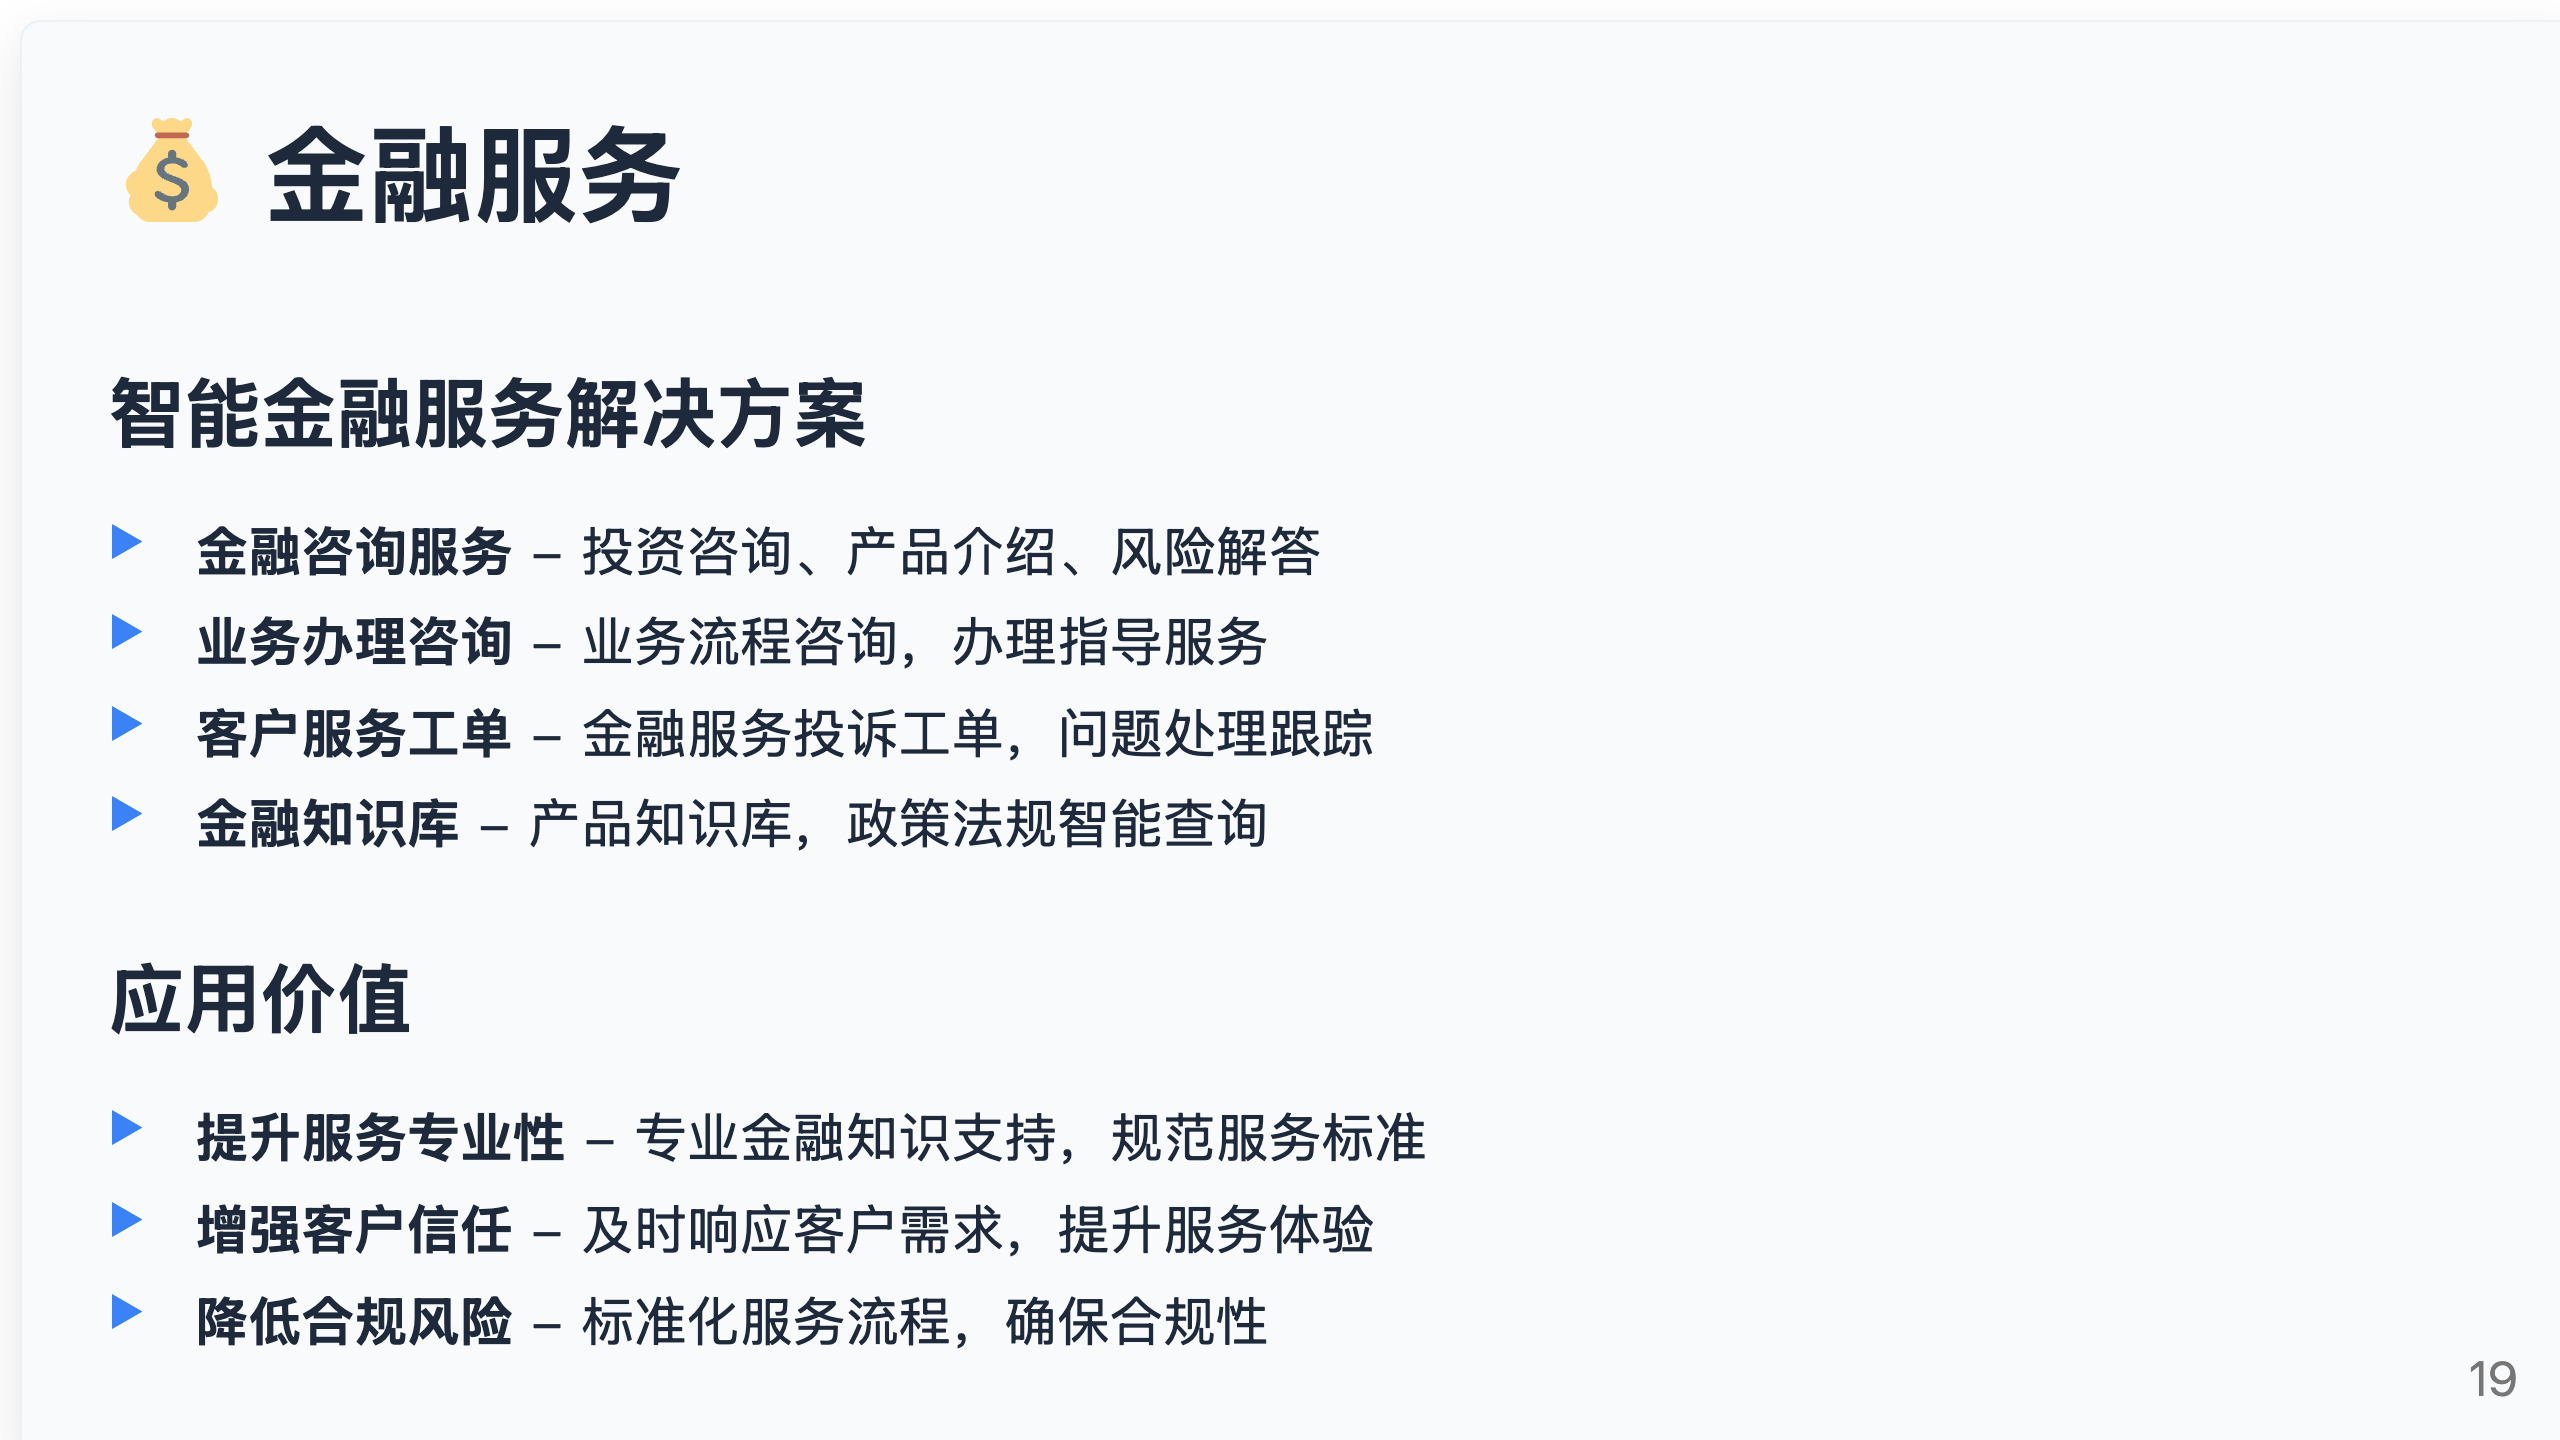 金融服务
智能金融服务解决方案
金融咨询服务 – 投资咨询、产品介绍、风险解答
业务办理咨询 – 业务流程咨询，办理指导服务
客户服务工单 – 金融服务投诉工单，问题处理跟踪
金融知识库 – 产品知识库，政策法规智能查询
应用价值
提升服务专业性 – 专业金融知识支持，规范服务标准
增强客户信任 – 及时响应客户需求，提升服务体验
降低合规风险 – 标准化服务流程，确保合规性
19